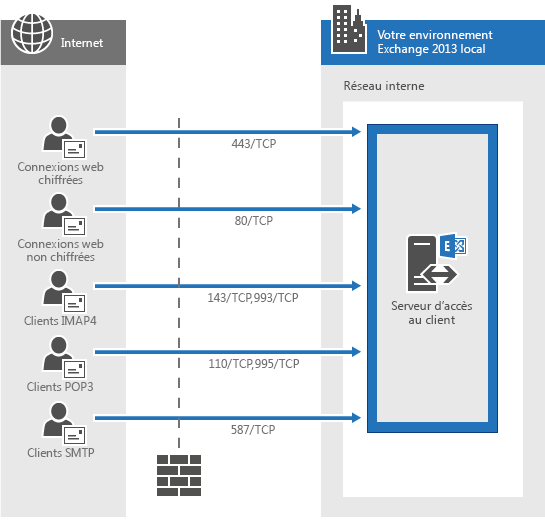 Internet
Votre environnement
Exchange 2013 local
Réseau interne
443/TCP
Connexions web
chiffrées
80/TCP
Connexions web
non chiffrées
143/TCP,993/TCP
Clients IMAP4
E
Serveur d'accès
au client
110/TCP,995/TCP
Clients POP3
587/TCP
Clients SMTP